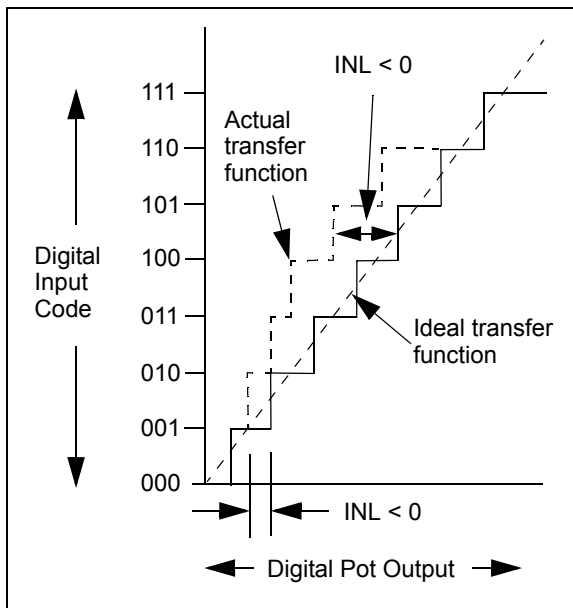 INL < 0
111
Actual
transfer
function
110
101
Digital
Input
Code
100
011
Ideal transfer
function
010
001
000
INL < 0
Digital Pot Output